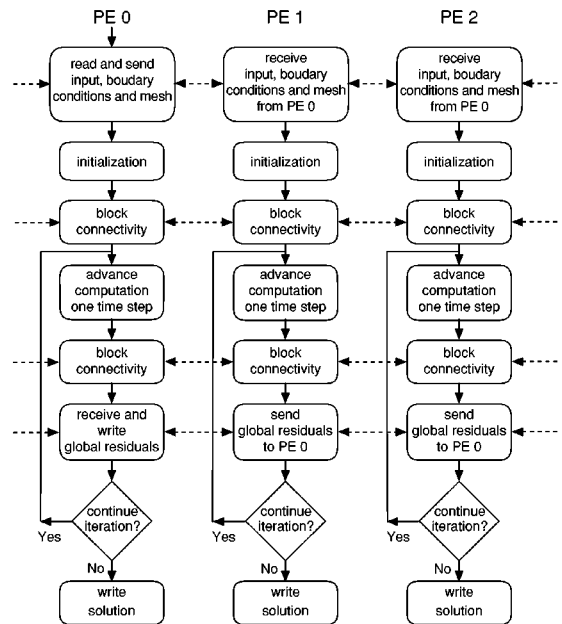 PE 0
PE 1
PE 2
read and send
input, boudary
conditions and mesh
receive
input, boudary
conditions and mesh
from PE 0
receive
input, boudary
conditions and mesh
from PE 0
initialization
initialization
initialization
block
connectivity
block
connectivity
block
connectivity
advance
computation
one time step
advance
computation
one time step
advance
computation
one time step
block
connectivity
block
connectivity
block
connectivity
receive and
write
global residuals
send
global residuals
to PE 0
send
global residuals
to PE 0
continue
iteration?
Yes
No
continue
iteration?
Yes
No
continue
iteration?
Yes
No
write
solution
write
solution
write
solution